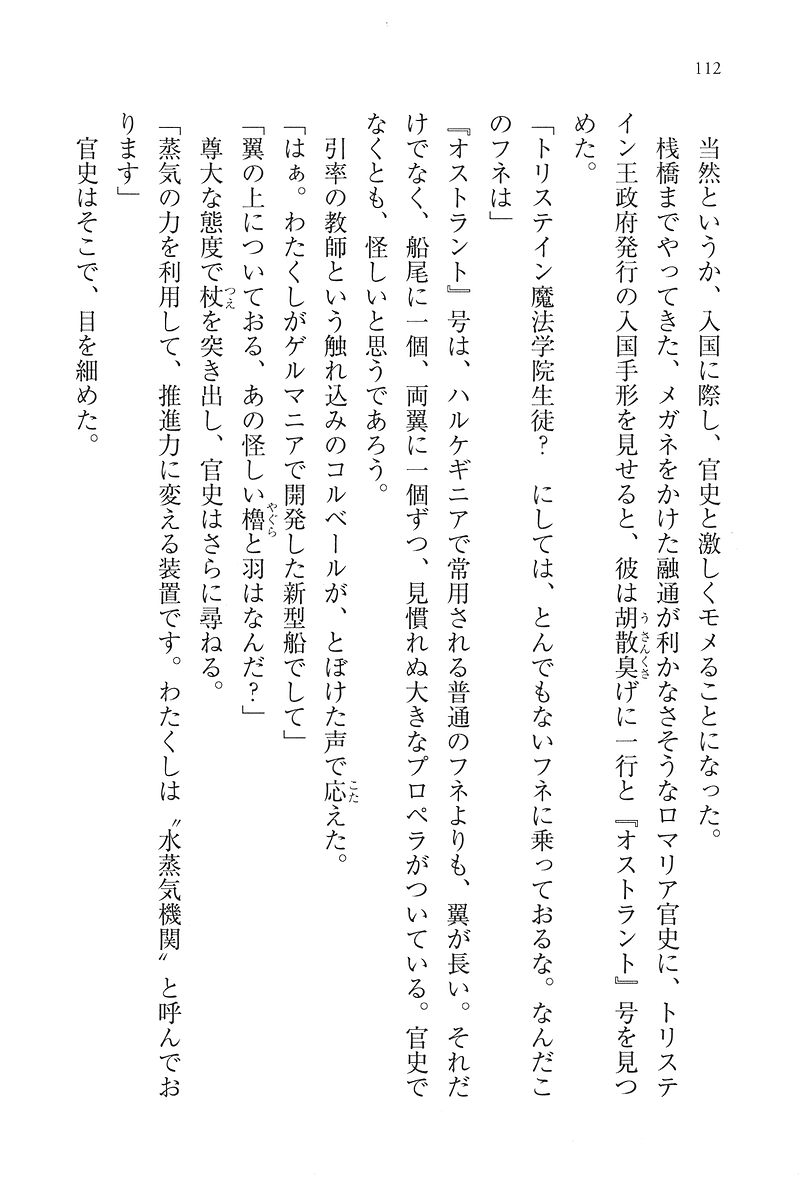 112
当然というか、入国に際し、官史と激しくモメることになった。
桟橋までやってきた、メガネをかけた融通が利かなさそうなロマリア官史に、トリステ
イン王政府発行の入国手形を見せると、彼は胡散臭げに一行と『オストラント』号を見つ
めた。
「トリステイン魔法学院生徒？　にしては、とんでもないフネに乗っておるな。なんだこ
のフネは」
『オストラント』号は、ハルケギニアで常用される普通のフネよりも、翼が長い。それだ
けでなく、船尾に一個、両翼に一個ずつ、見慣れぬ大きなプロペラがついている。官史で
なくとも、怪しいと思うであろう。
引率の教師という触れ込みのコルベールが、とぼけた声で応えた。
「はぁ。わたくしがゲルマニアで開発した新型船でして」
「翼の上についておる、あの怪しい櫓と羽はなんだ？」
尊大な態度で杖を突き出し、官史はさらに尋ねる。
「蒸気の力を利用して、推進力に変える装置です。わたくしは〝水蒸気機関〟と呼んでお
ります」
官史はそこで、目を細めた。